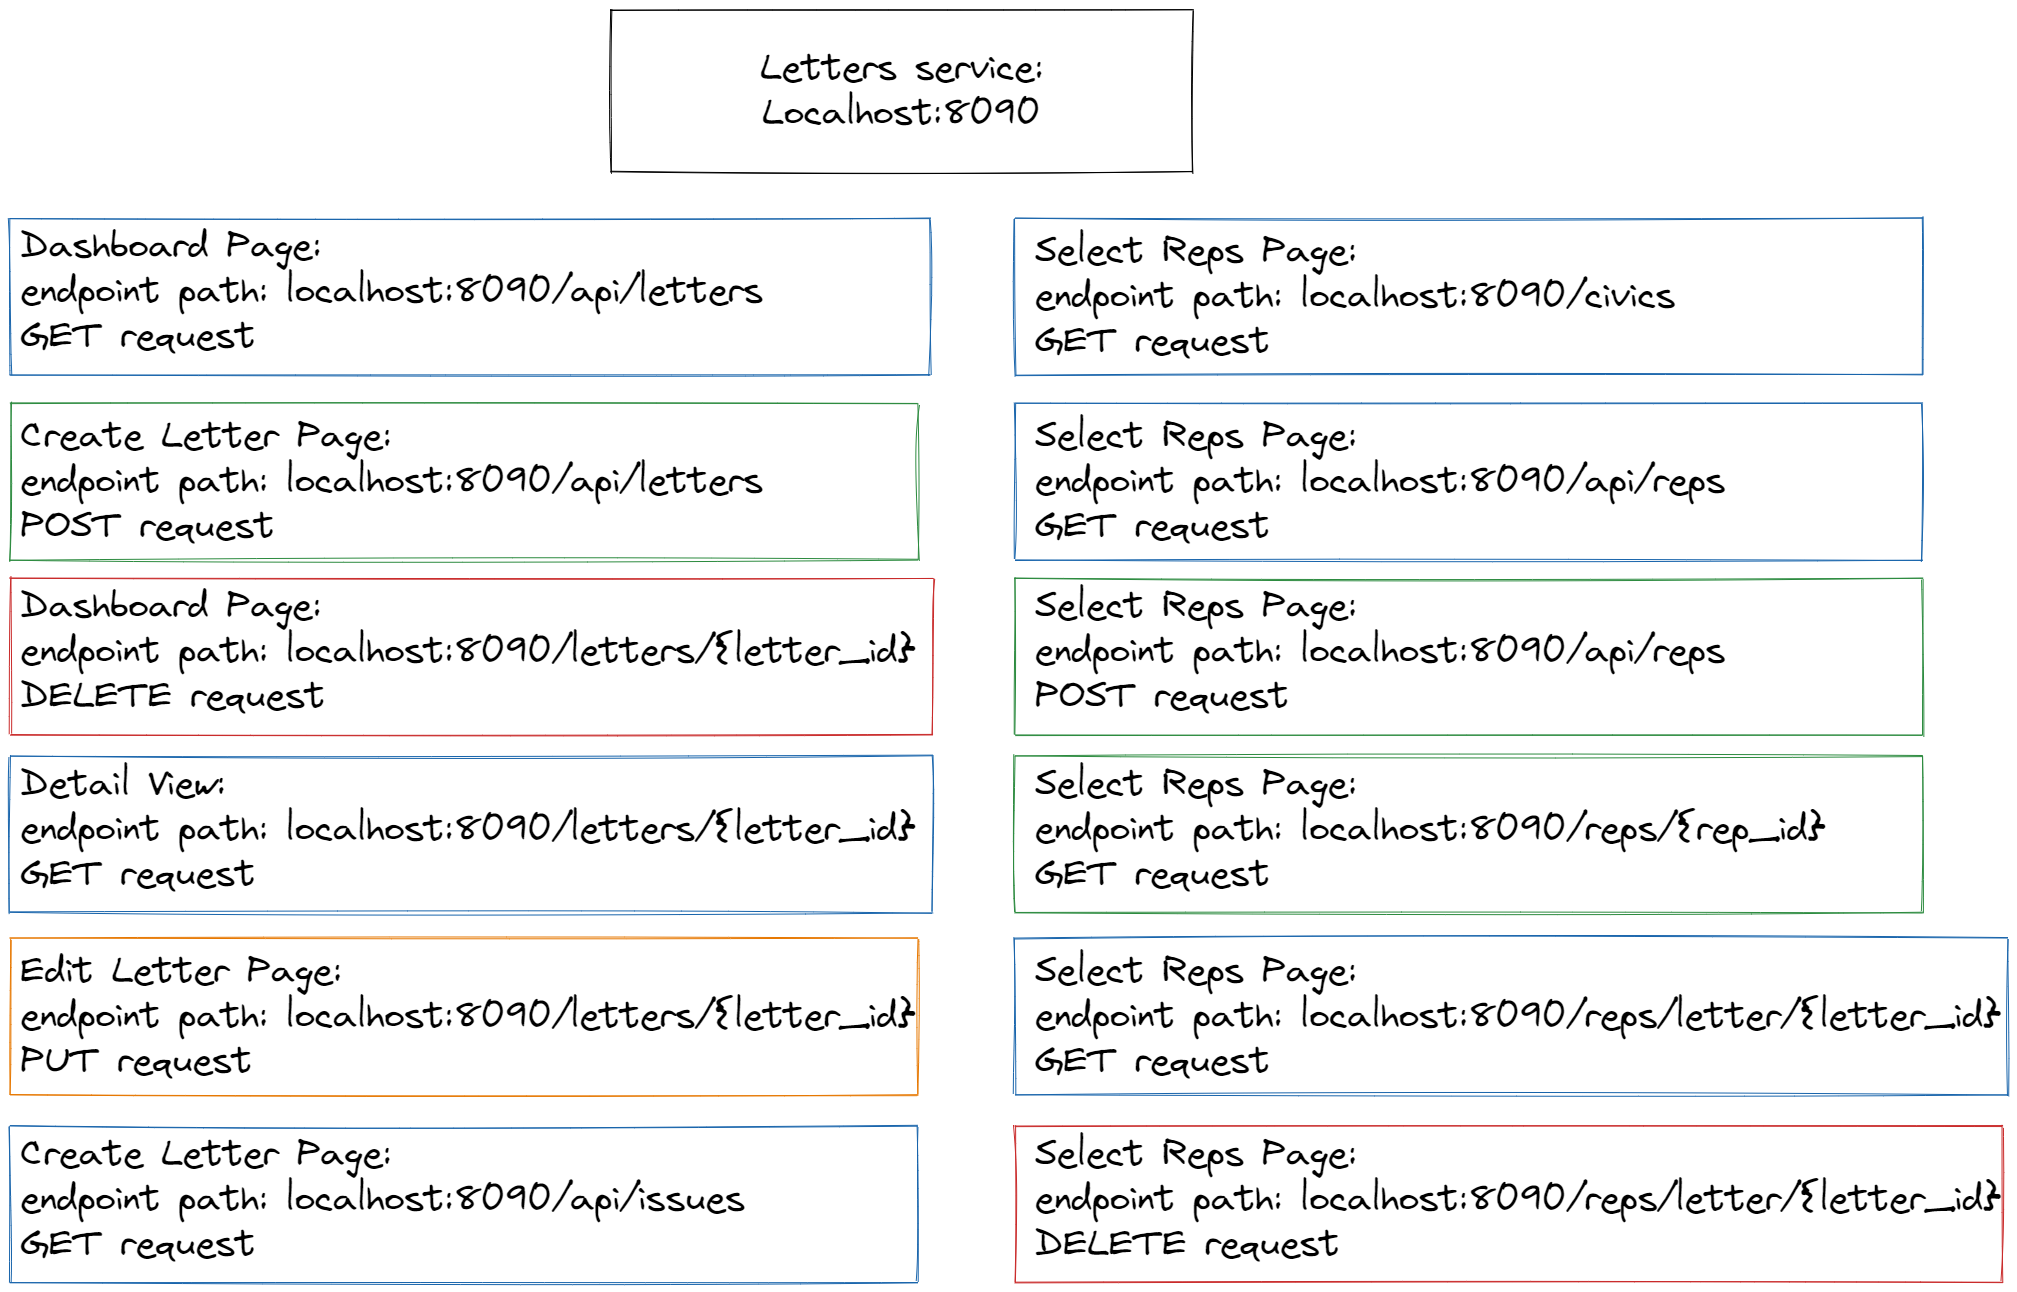 Letters service:
Localhost:8090
Dashboard Page:
endpoint path: localhost:8090/api/letters
GET request
Create Letter Page:
endpoint path: localhost:8090/api/letters
POST request
Dashboard Page:
endpoint path: localhost:8090/letters/{letter_id}
DELETE request
Detail View:
endpoint path: localhost:8090/letters/{letter_id}
GET request
Edit Letter Page:
endpoint path: localhost:8090/letters/{letter_id}
PUT request
Create Letter Page:
endpoint path: localhost:8090/api/issues
GET request
Select Reps Page:
endpoint path: localhost:8090/civics
GET request
Select Reps Page:
endpoint path: localhost:8090/api/reps
GET request
Select Reps Page:
endpoint path: localhost:8090/api/reps
POST request
Select Reps Page:
endpoint path: localhost:8090/reps/{rep_id}
GET request
Select Reps Page:
endpoint path: localhost:8090/reps/letter/{letter_id}
GET request
Select Reps Page:
endpoint path: localhost:8090/reps/letter/{letter_id}
DELETE request